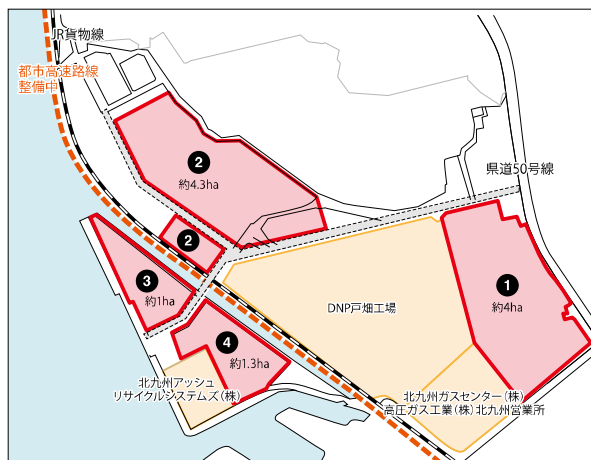 JR貨物線
都市高速路線
整備中
県道50号線
2
約4.3ha
2
3
約1ha
1
約4ha
DNP戸畑工場
4
約1.3ha
北九州アッシュ
リサイクルシステムズ(株)
北九州ガスセンター(株)
高圧ガス工業(株)北九州営業所